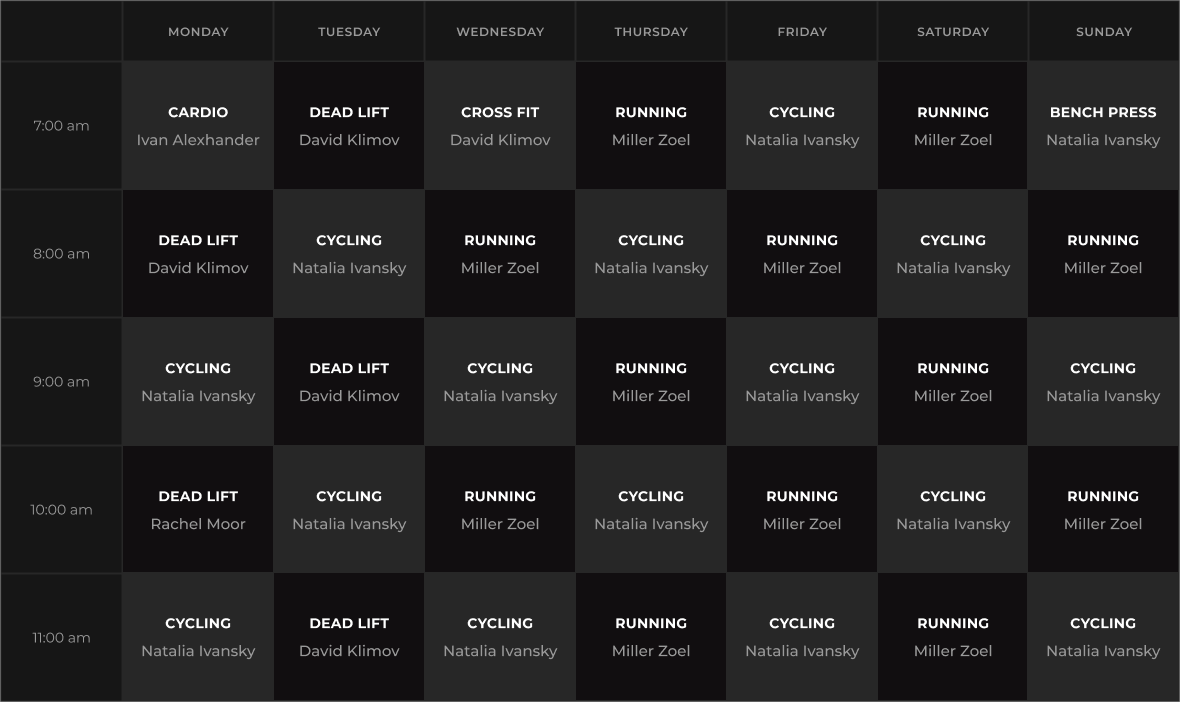 MONDAY TUESDAY WEDNESDAY THURSDAY FRIDAY SATURDAY SUNDAY
7:00 am
CARDIO
Ivan Alexhander
DEAD LIFT
David Klimov
CROSS FIT
David Klimov
RUNNING
Miller Zoel
CYCLING
Natalia Ivansky
RUNNING
Miller Zoel
BENCH PRESS
Natalia Ivansky
8:00 am
DEAD LIFT
David Klimov
CYCLING
Natalia Ivansky
RUNNING
Miller Zoel
CYCLING
Natalia Ivansky
RUNNING
Miller Zoel
CYCLING
Natalia Ivansky
RUNNING
Miller Zoel
9:00 am
CYCLING
Natalia Ivansky
DEAD LIFT
David Klimov
CYCLING
Natalia Ivansky
RUNNING
Miller Zoel
CYCLING
Natalia Ivansky
RUNNING
Miller Zoel
CYCLING
Natalia Ivansky
10:00 am
DEAD LIFT
Rachel Moor
CYCLING
Natalia Ivansky
RUNNING
Miller Zoel
CYCLING
Natalia Ivansky
RUNNING
Miller Zoel
CYCLING
Natalia Ivansky
RUNNING
Miller Zoel
11:00 am
CYCLING
Natalia Ivansky
DEAD LIFT
David Klimov
CYCLING
Natalia Ivansky
RUNNING
Miller Zoel
CYCLING
Natalia Ivansky
RUNNING
Miller Zoel
CYCLING
Natalia Ivansky